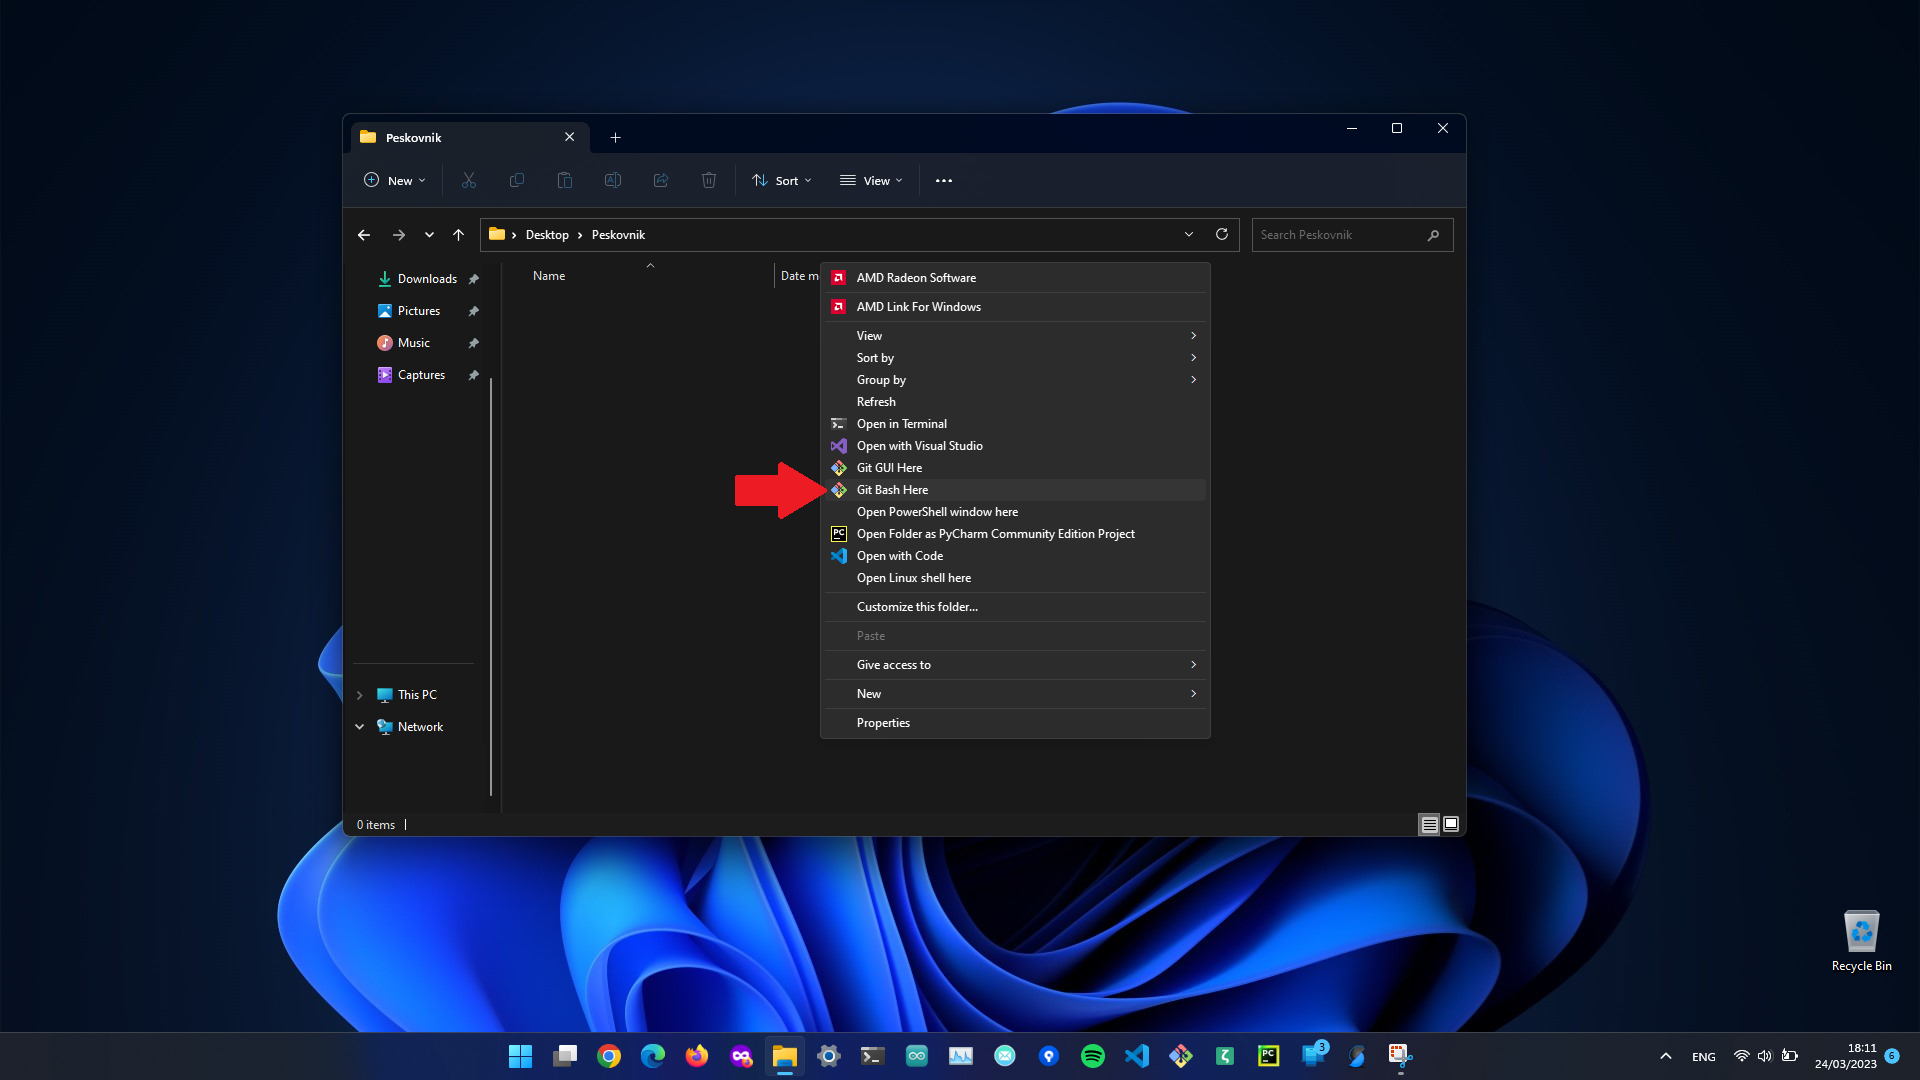 Peskovnik
New
Sort
View
Desktop
Peskovnik
Search Peskovnik
Downloads
Pictures
Music
Captures
This PC
Network
Name
Date m
AMD Radeon Software
AMD Link For Windows
View
Sort by
Group by
Refresh
Open in Terminal
Open with Visual Studio
Git GUI Here
Git Bash Here
Open PowerShell window here
PC
Open Folder as PyCharm Community Edition Project
Open with Code
Open Linux shell here
Customize this folder...
Paste
Give access to
New
Properties
0 items
Recycle Bin
PC
3
ENG
18:11
24/03/2023
6